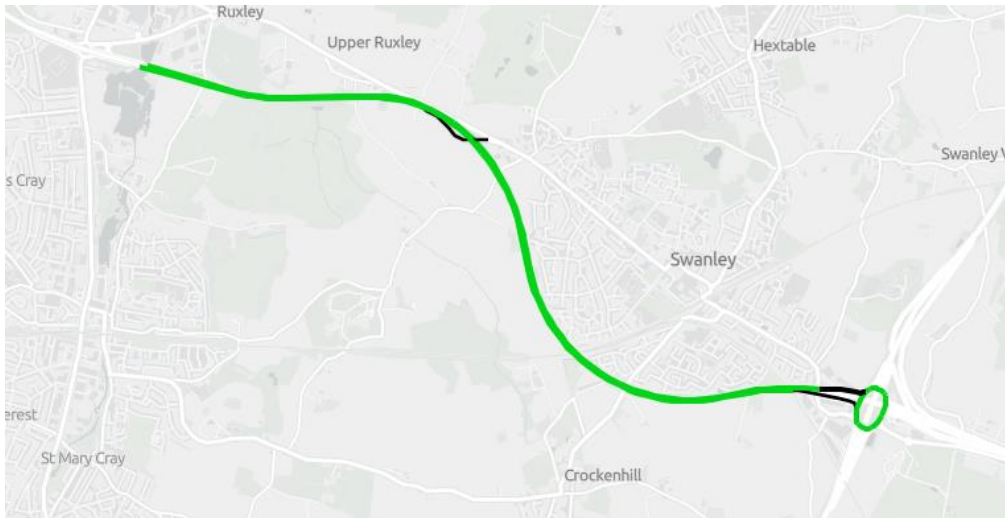 Ruxley
Upper Ruxley
Hextable
Swanley V
s Cray
Swanley
erest
St Mary Cray
Crockenhill